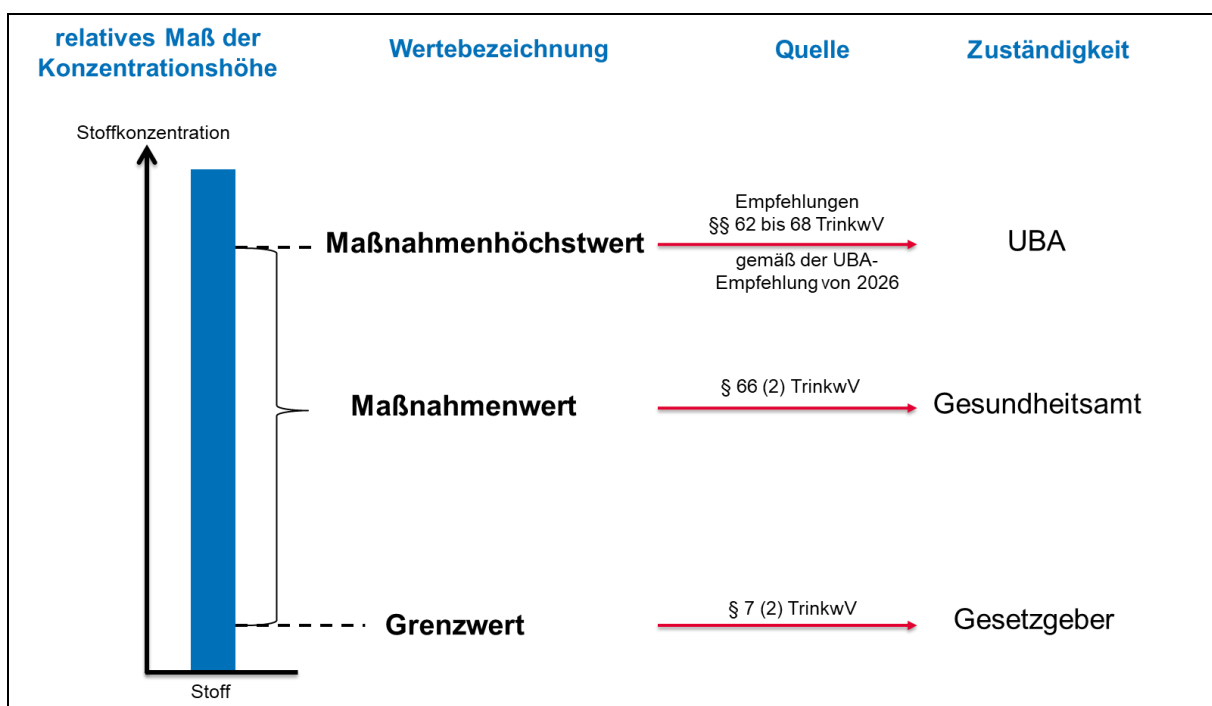 relatives Maß der
Konzentrationshöhe
Wertebezeichnung
Quelle
Zuständigkeit
Stoffkonzentration
Maßnahmenhöchstwert
Empfehlungen
§§ 62 bis 68 TrinkwV
gemäß der UBA-
Empfehlung von 2026
UBA
Maßnahmenwert
§ 66 (2) TrinkwV
Gesundheitsamt
Grenzwert
§ 7 (2) TrinkwV
Gesetzgeber
Stoff